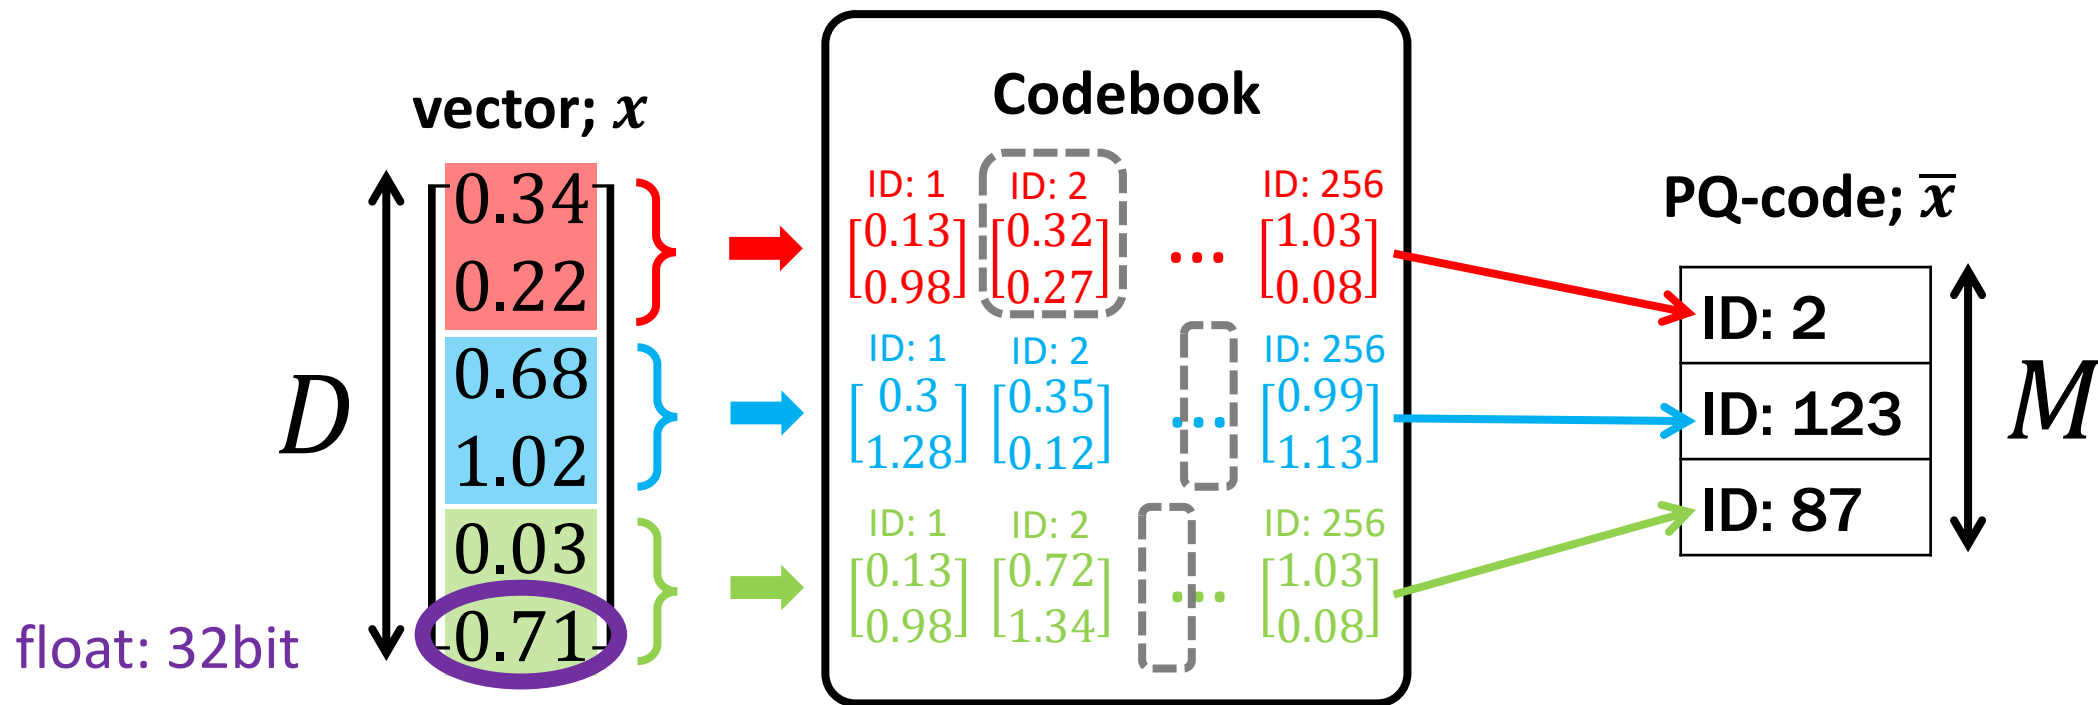 vector; x
D
0.34
0.22
0.68
1.02
0.03
0.71
float: 32bit
Codebook
ID: 1 ID: 2 ID: 256
[0.13 0.98] [0.32 0.27] ... [1.03 0.08]
ID: 1 ID: 2 ID: 256
[0.3 1.28] [0.35 0.12] ... [0.99 1.13]
ID: 1 ID: 2 ID: 256
[0.13 0.98] [0.72 1.34] ... [1.03 0.08]
PQ-code; x̅
ID: 2
ID: 123
ID: 87
M